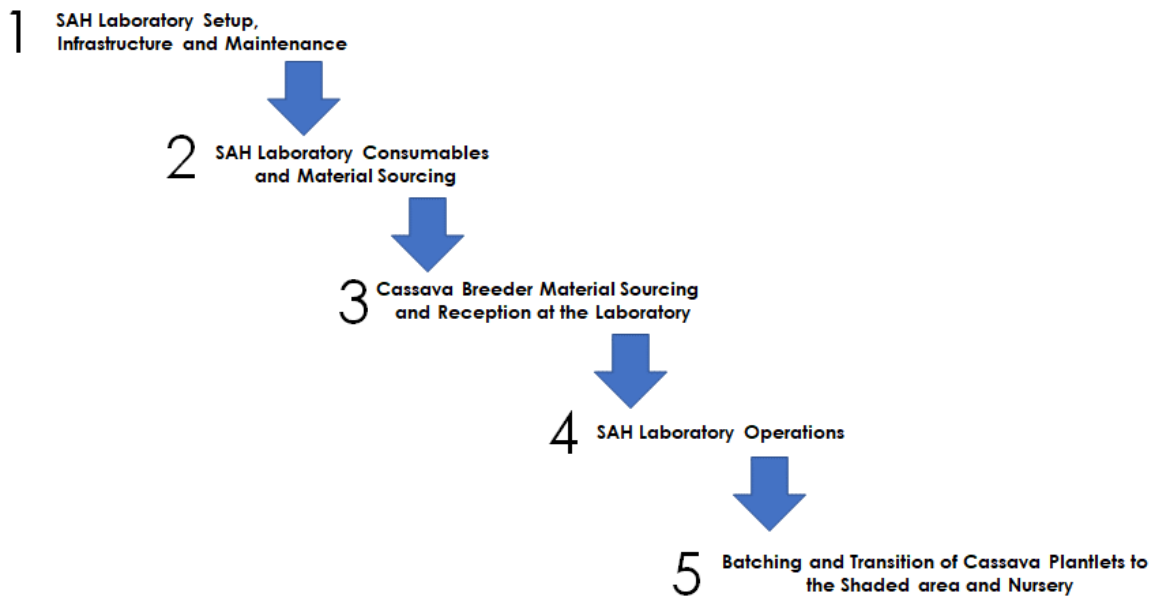 1 SAH Laboratory Setup,
Infrastructure and Maintenance
2 SAH Laboratory Consumables
and Material Sourcing
3 Cassava Breeder Material Sourcing
and Reception at the Laboratory
4 SAH Laboratory Operations
5 Batching and Transition of Cassava Plantlets to
the Shaded area and Nursery